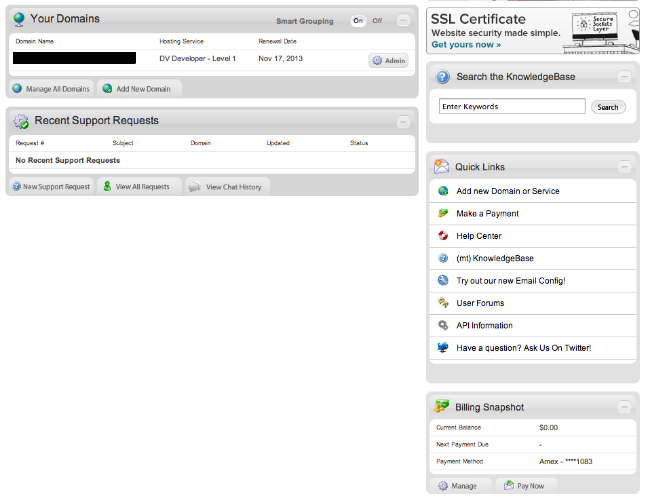 Your Domains
Smart Grouping On Off
Domain Name Hosting Service Renewal Date
DV Developer - Level 1 Nov 17, 2013 Admin
Manage All Domains Add New Domain
Recent Support Requests
Request # Subject Domain Updated Status
No Recent Support Requests
New Support Request View All Requests View Chat History
SSL Certificate
Website security made simple.
Get yours now »
Secure
Sockets
Layer
Search the KnowledgeBase
Enter Keywords Search
Quick Links
Add new Domain or Service
Make a Payment
Help Center
(mt) KnowledgeBase
Try out our new Email Config!
User Forums
API Information
Have a question? Ask Us On Twitter!
Billing Snapshot
Current Balance $0.00
Next Payment Due -
Payment Method Amex - ****1083
Manage Pay Now